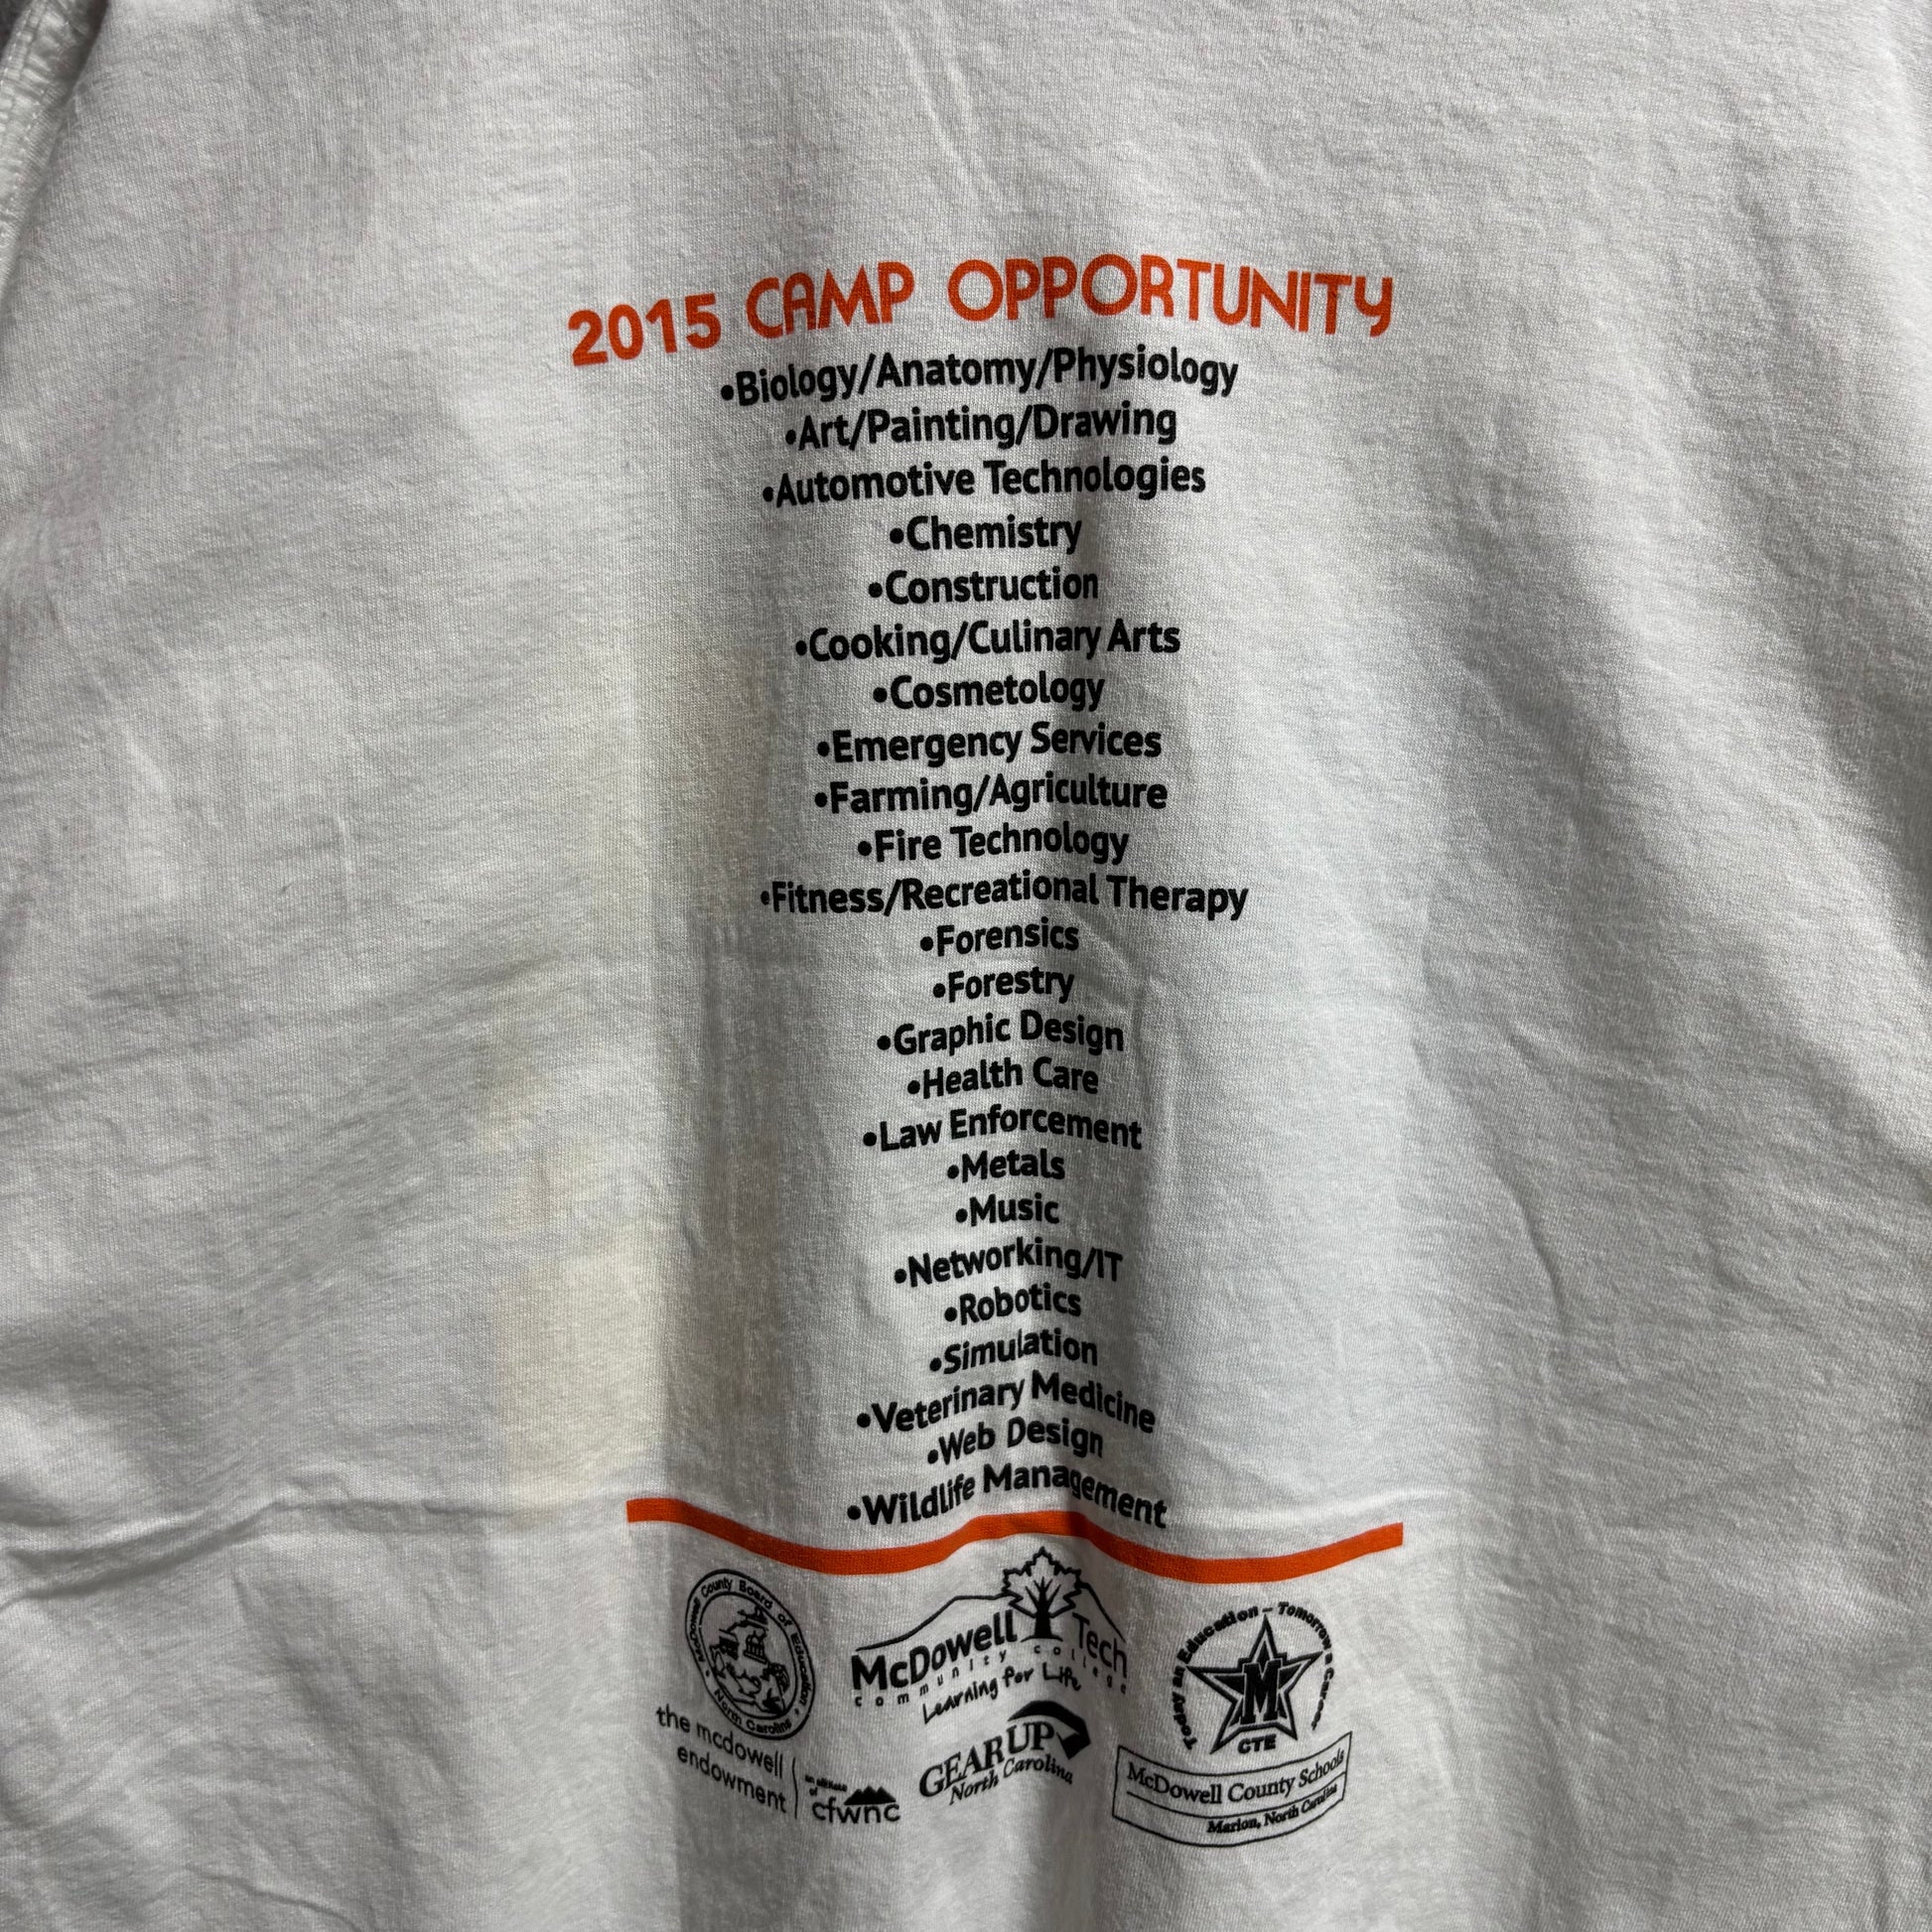 2015 CAMP OPPORTUNITY
•Biology/Anatomy/Physiology
•Art/Painting/Drawing
•Automotive Technologies
•Chemistry
•Construction
•Cooking/Culinary Arts
•Cosmetology
•Emergency Services
•Farming/Agriculture
•Fire Technology
•Fitness/Recreational Therapy
•Forensics
•Forestry
•Graphic Design
•Health Care
•Law Enforcement
•Metals
•Music
•Networking/IT
•Robotics
•Simulation
•Veterinary Medicine
•Web Design
•Wildlife Management
McDowell County Board of Education
North Carolina
the mcdowell
endowment
an affiliate
of
cfwnc
McDowell Tech
community college
Learning for Life
GEAR UP
North Carolina
Today an Education – Tomorrow a Career
M
CTE
McDowell County Schools
Marion, North Carolina